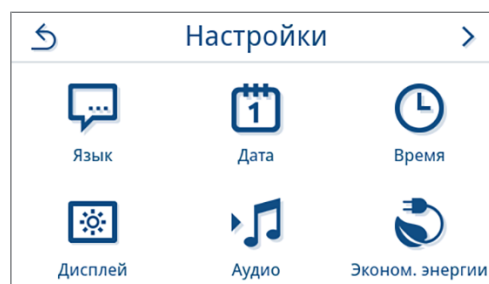 Настройки
...
Язык
1
Дата
Время
Дисплей
Аудио
Эконом. энергии